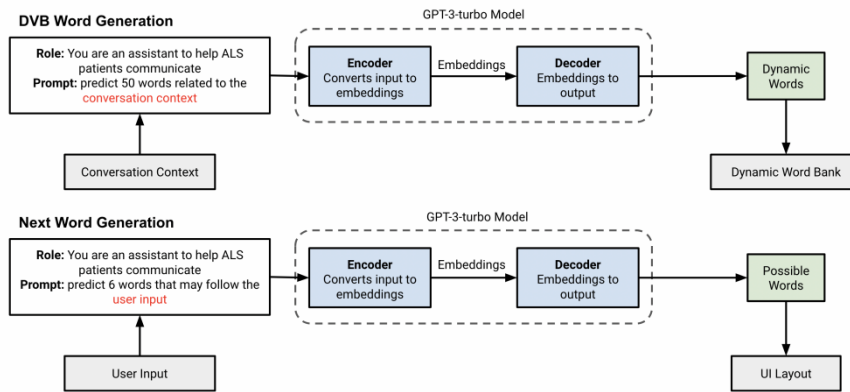 DVB Word Generation
GPT-3-turbo Model
Role: You are an assistant to help ALS
patients communicate
Prompt: predict 50 words related to the
conversation context
Encoder
Converts input to
embeddings
Embeddings
Decoder
Embeddings to
output
Dynamic
Words
Conversation Context
Dynamic Word Bank
Next Word Generation
GPT-3-turbo Model
Role: You are an assistant to help ALS
patients communicate
Prompt: predict 6 words that may follow the
user input
Encoder
Converts input to
embeddings
Embeddings
Decoder
Embeddings to
output
Possible
Words
User Input
UI Layout